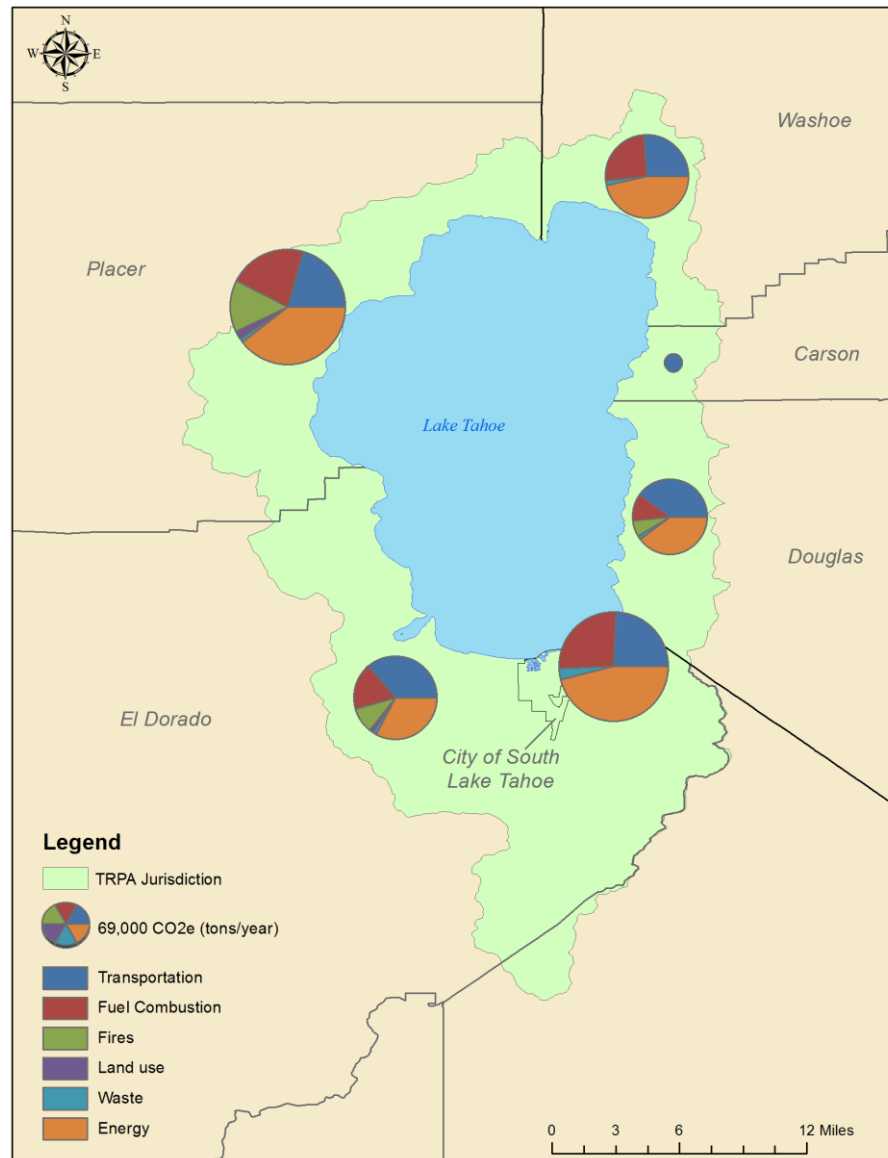 N
W E
S
Washoe
Placer
Carson
Lake Tahoe
Douglas
El Dorado
City of South
Lake Tahoe
Legend
TRPA Jurisdiction
69,000 CO2e (tons/year)
Transportation
Fuel Combustion
Fires
Land use
Waste
Energy
0 3 6 12 Miles